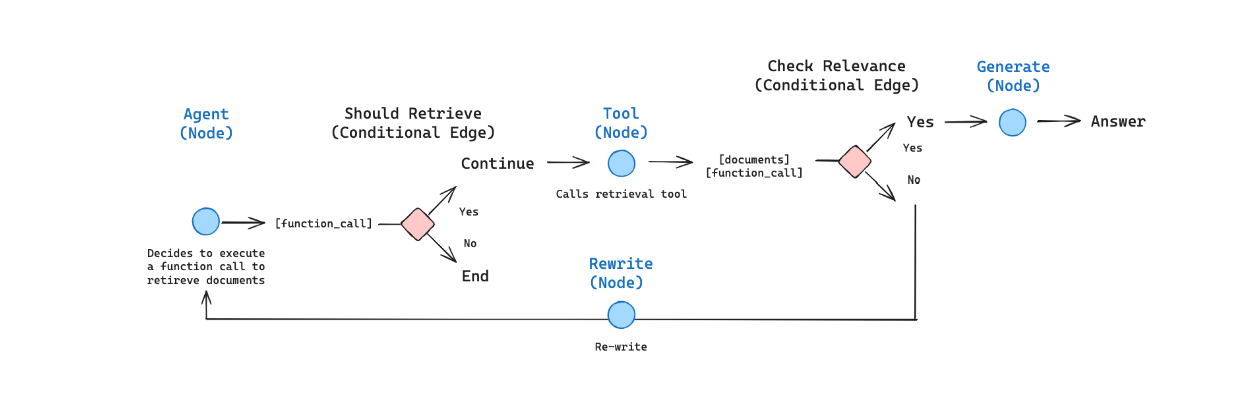 Agent
(Node)
Decides to execute
a function call to
retireve documents
[function_call]
Should Retrieve
(Conditional Edge)
Continue
Yes
No
End
Tool
(Node)
Calls retrieval tool
[documents]
[function_call]
Check Relevance
(Conditional Edge)
Yes
Yes
No
Generate
(Node)
Answer
Rewrite
(Node)
Re-write